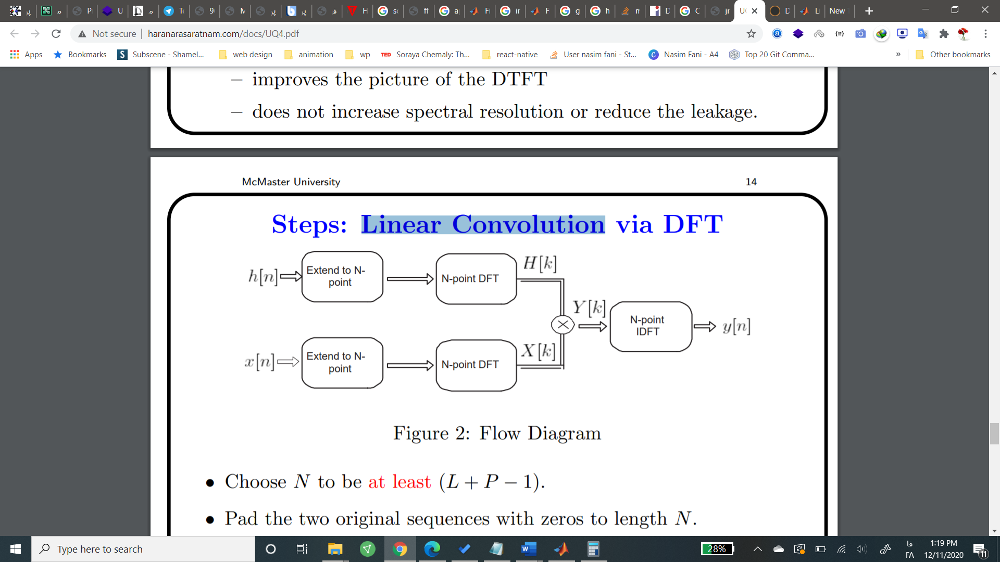 P
U
9
H
G
F
G
C
U
D
New
Not secure
haranarasaratnam.com/docs/UQ4.pdf
Apps
Bookmarks
Subscene - Shamel...
web design
animation
wp
TED
Soraya Chemaly: Th...
react-native
User nasim fani - St...
Nasim Fani - A4
Top 20 Git Comma...
»
Other bookmarks
– improves the picture of the DTFT
– does not increase spectral resolution or reduce the leakage.
McMaster University 14
Steps: Linear Convolution via DFT
h[n]
Extend to N-
point
N-point DFT
H[k]
Y[k]
N-point
IDFT
y[n]
x[n]
Extend to N-
point
N-point DFT
X[k]
Figure 2: Flow Diagram
• Choose N to be at least (L + P − 1).
• Pad the two original sequences with zeros to length N.
Type here to search
28%
فا
FA
1:19 PM
12/11/2020
11